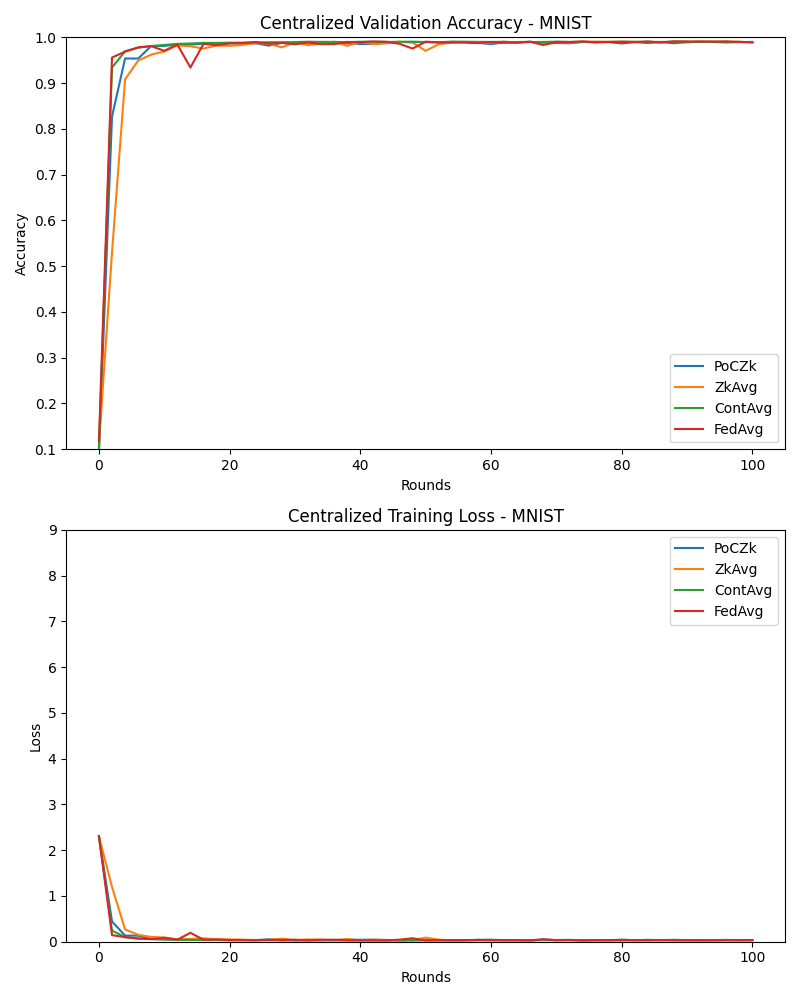 Centralized Validation Accuracy - MNIST
1.0
0.9
0.8
0.7
0.6
0.5
0.4
0.3
0.2
0.1
Accuracy
PoCZk
ZkAvg
ContAvg
FedAvg
0 20 40 60 80 100
Rounds
Centralized Training Loss - MNIST
9
8
7
6
5
4
3
2
1
0
Loss
PoCZk
ZkAvg
ContAvg
FedAvg
0 20 40 60 80 100
Rounds